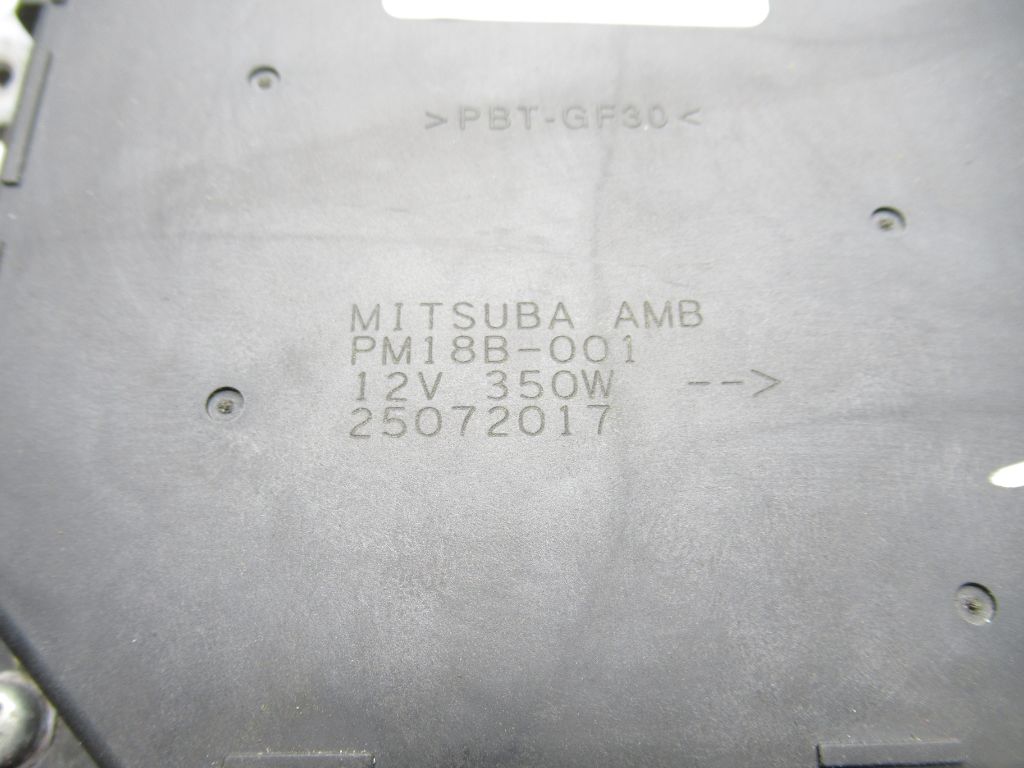 >PBT-GF30<
MITSUBA AMB
PM18B-001
12V 350W -->
25072017